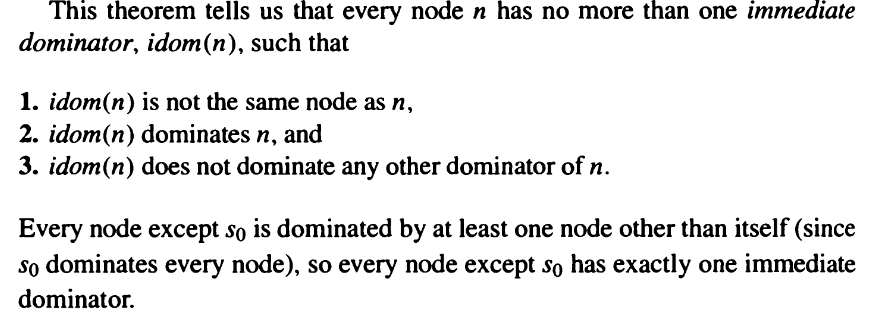 This theorem tells us that every node n has no more than one immediate
dominator, idom(n), such that
1. idom(n) is not the same node as n,
2. idom(n) dominates n, and
3. idom(n) does not dominate any other dominator of n.
Every node except s0 is dominated by at least one node other than itself (since
s0 dominates every node), so every node except s0 has exactly one immediate
dominator.